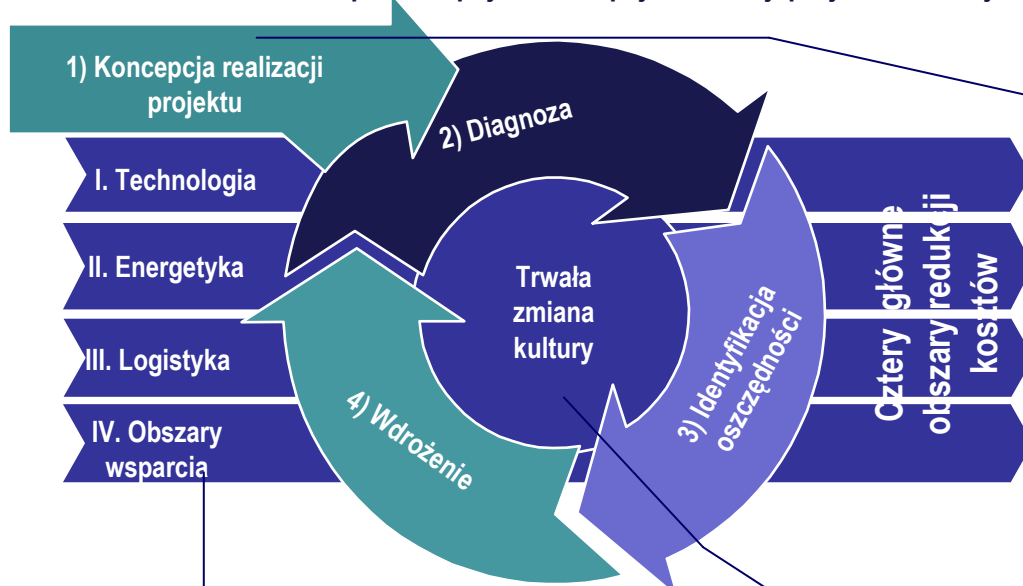 1) Koncepcja realizacji
projektu
2) Diagnoza
I. Technologia
II. Energetyka
III. Logistyka
IV. Obszary
wsparcia
Trwała
zmiana
kultury
3) Identyfikacja
oszczędności
4) Wdrożenie
Cztery główne
obszary redukcji
kosztów